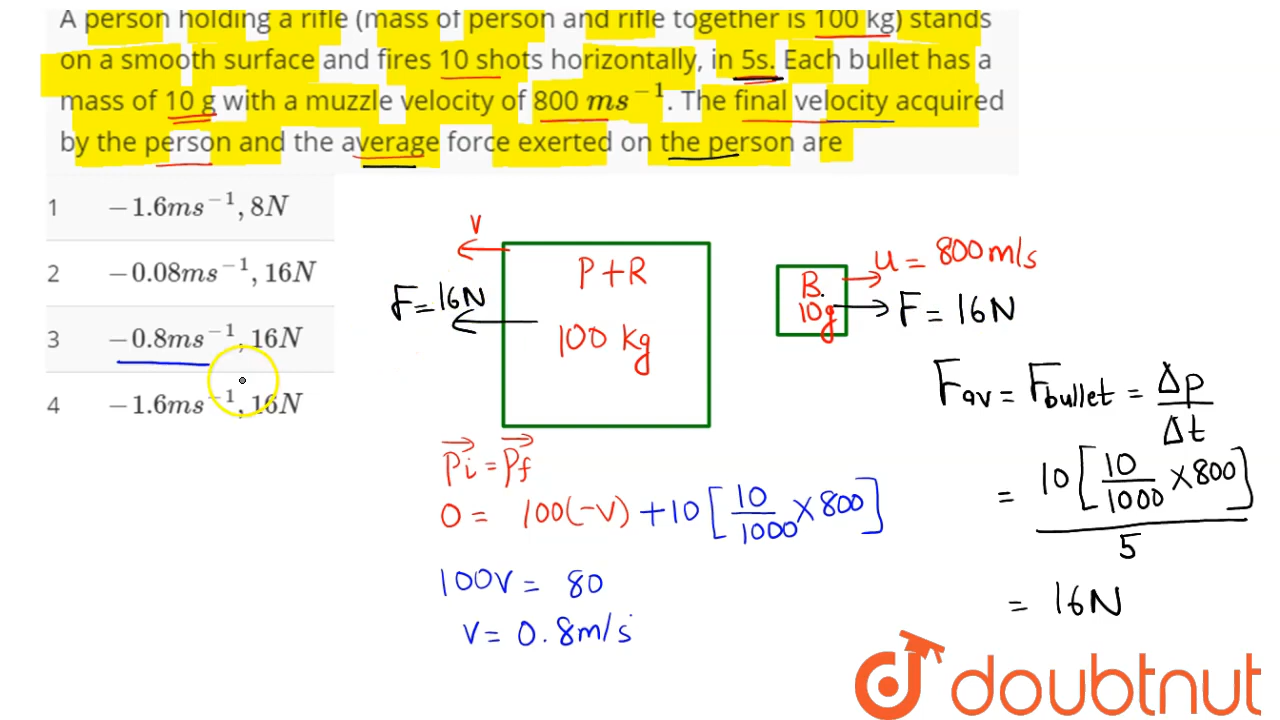 A person holding a rifle (mass of person and rifle together is 100 kg) stands
on a smooth surface and fires 10 shots horizontally, in 5s. Each bullet has a
mass of 10 g with a muzzle velocity of 800 ms⁻¹. The final velocity acquired
by the person and the average force exerted on the person are
1 −1.6ms⁻¹, 8N
2 −0.08ms⁻¹, 16N
3 −0.8ms⁻¹, 16N
4 −1.6ms⁻¹, 16N
v
P+R
100 kg
F=16N
B.
10g
u = 800m/s
F = 16N
F av = F bullet = Δp/Δt
= 10[10/1000 × 800]/5
= 16N
→Pi = →Pf
0 = 100(-v) + 10[10/1000 × 800]
100v = 80
v = 0.8m/s
doubtnut